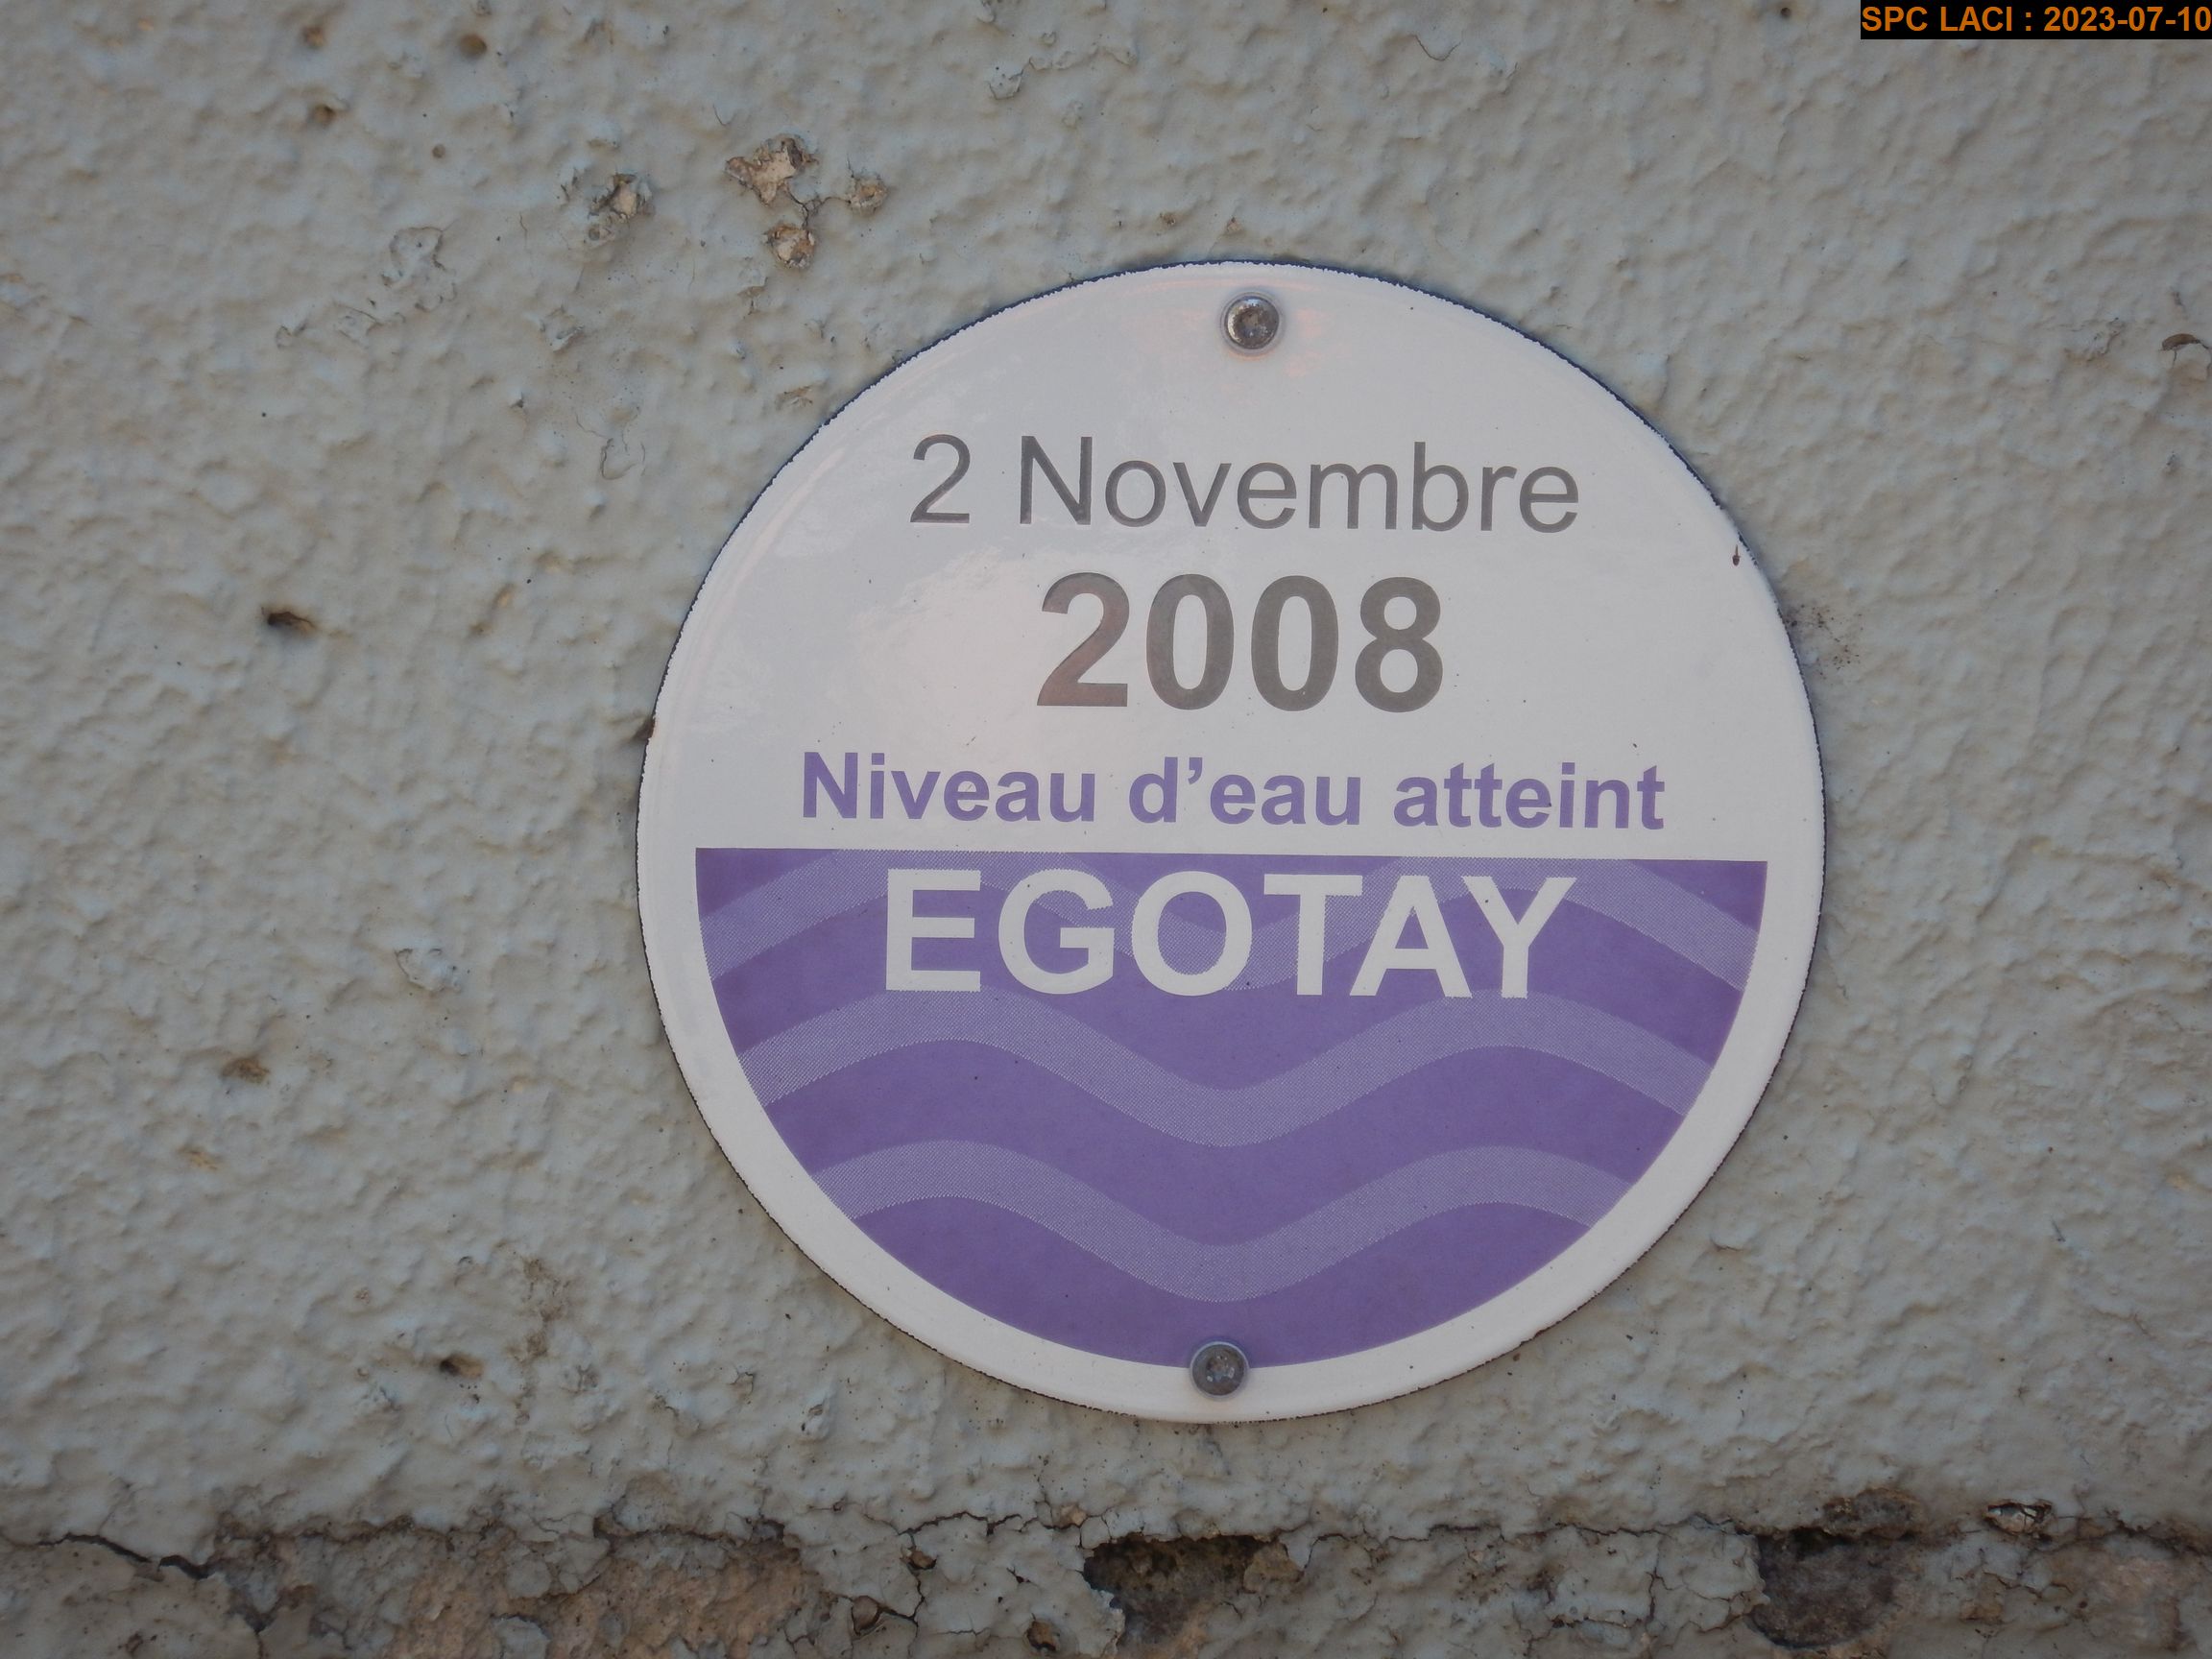 SPC LACI : 2023-07-10
2 Novembre
2008
Niveau d’eau atteint
EGOTAY